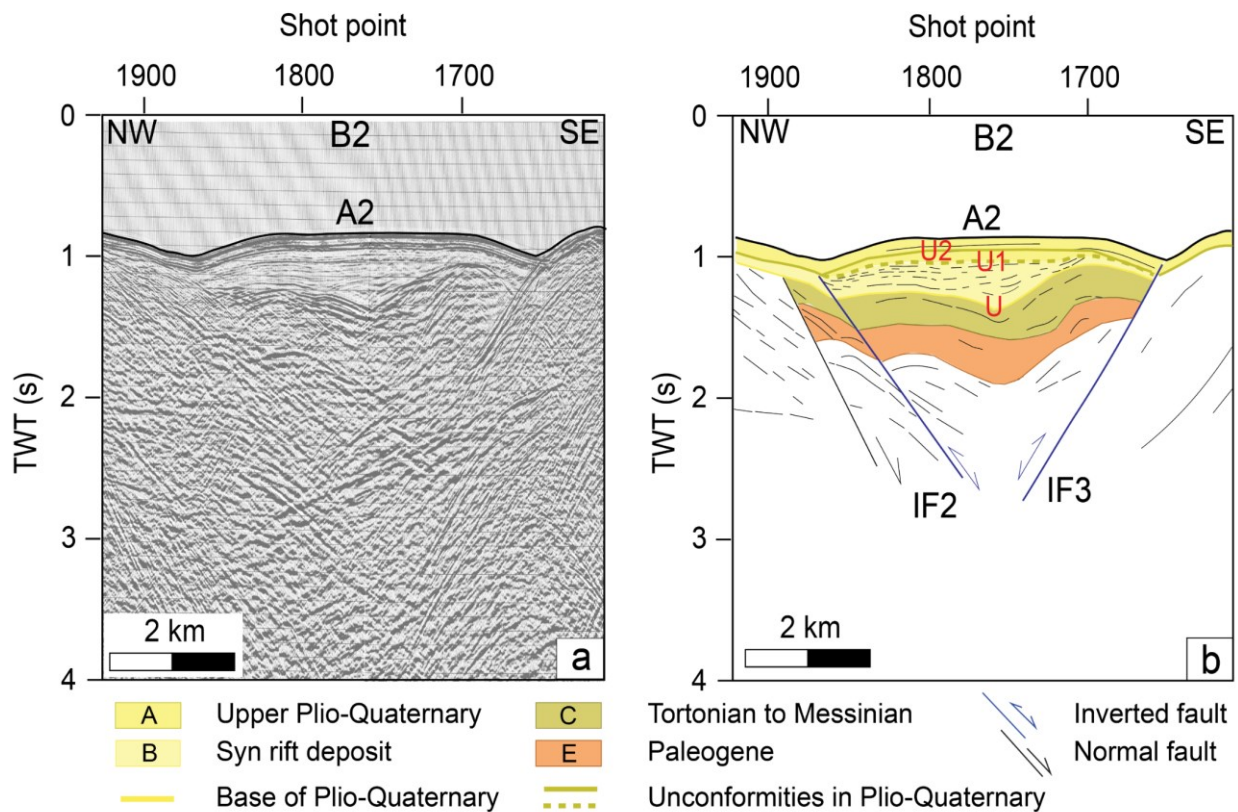 Shot point
Shot point
1900 1800 1700
1900 1800 1700
0
NW B2 SE
A2
1
2
3
4
TWT (s)
2 km
a
0
NW B2 SE
A2
U2
U1
U
1
2
3
4
TWT (s)
IF2
IF3
2 km
b
A Upper Plio-Quaternary
C Tortonian to Messinian
Inverted fault
B Syn rift deposit
E Paleogene
Normal fault
Base of Plio-Quaternary
Unconformities in Plio-Quaternary